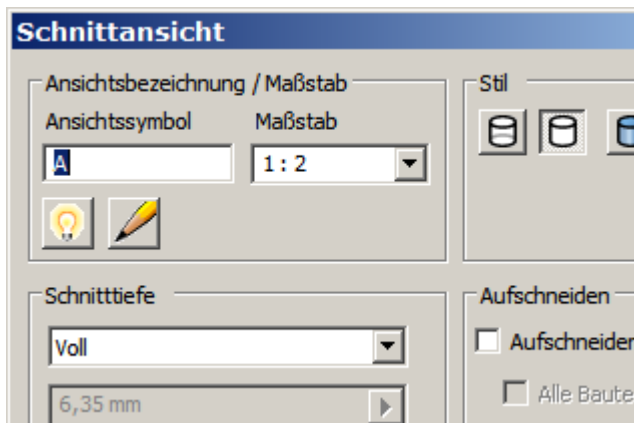 Schnittansicht
Ansichtsbezeichnung / Maßstab
Ansichtssymbol Maßstab
A 1 : 2
Stil
Schnitttiefe
Voll
6,35 mm
Aufschneiden
Aufschneiden
Alle Baute